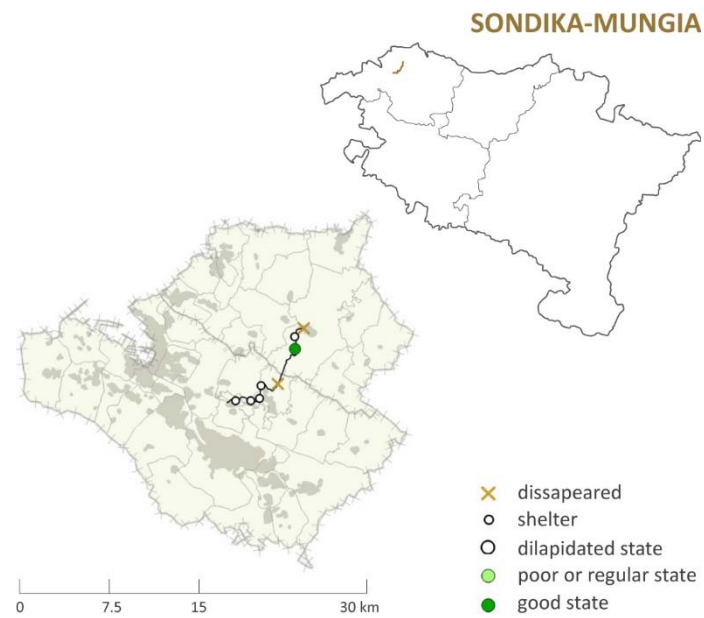 SONDIKA-MUNGIA
dissapeared
shelter
dilapidated state
poor or regular state
good state
0 7.5 15 30 km